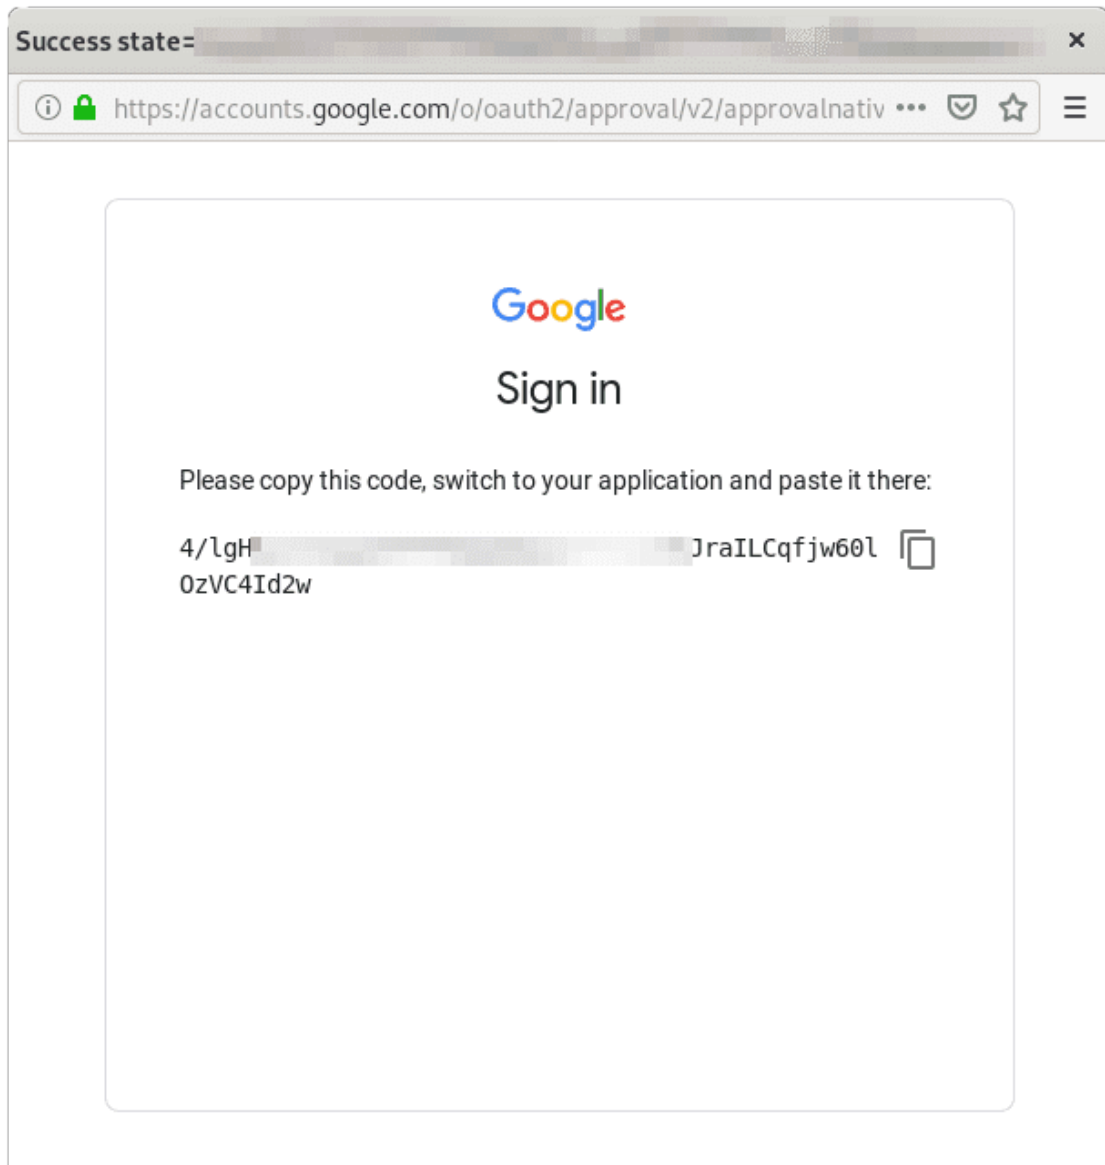 Success state=
https://accounts.google.com/o/oauth2/approval/v2/approvalnativ
Google
Sign in
Please copy this code, switch to your application and paste it there:
4/lgH JraILCqfjw60l
OzVC4Id2w